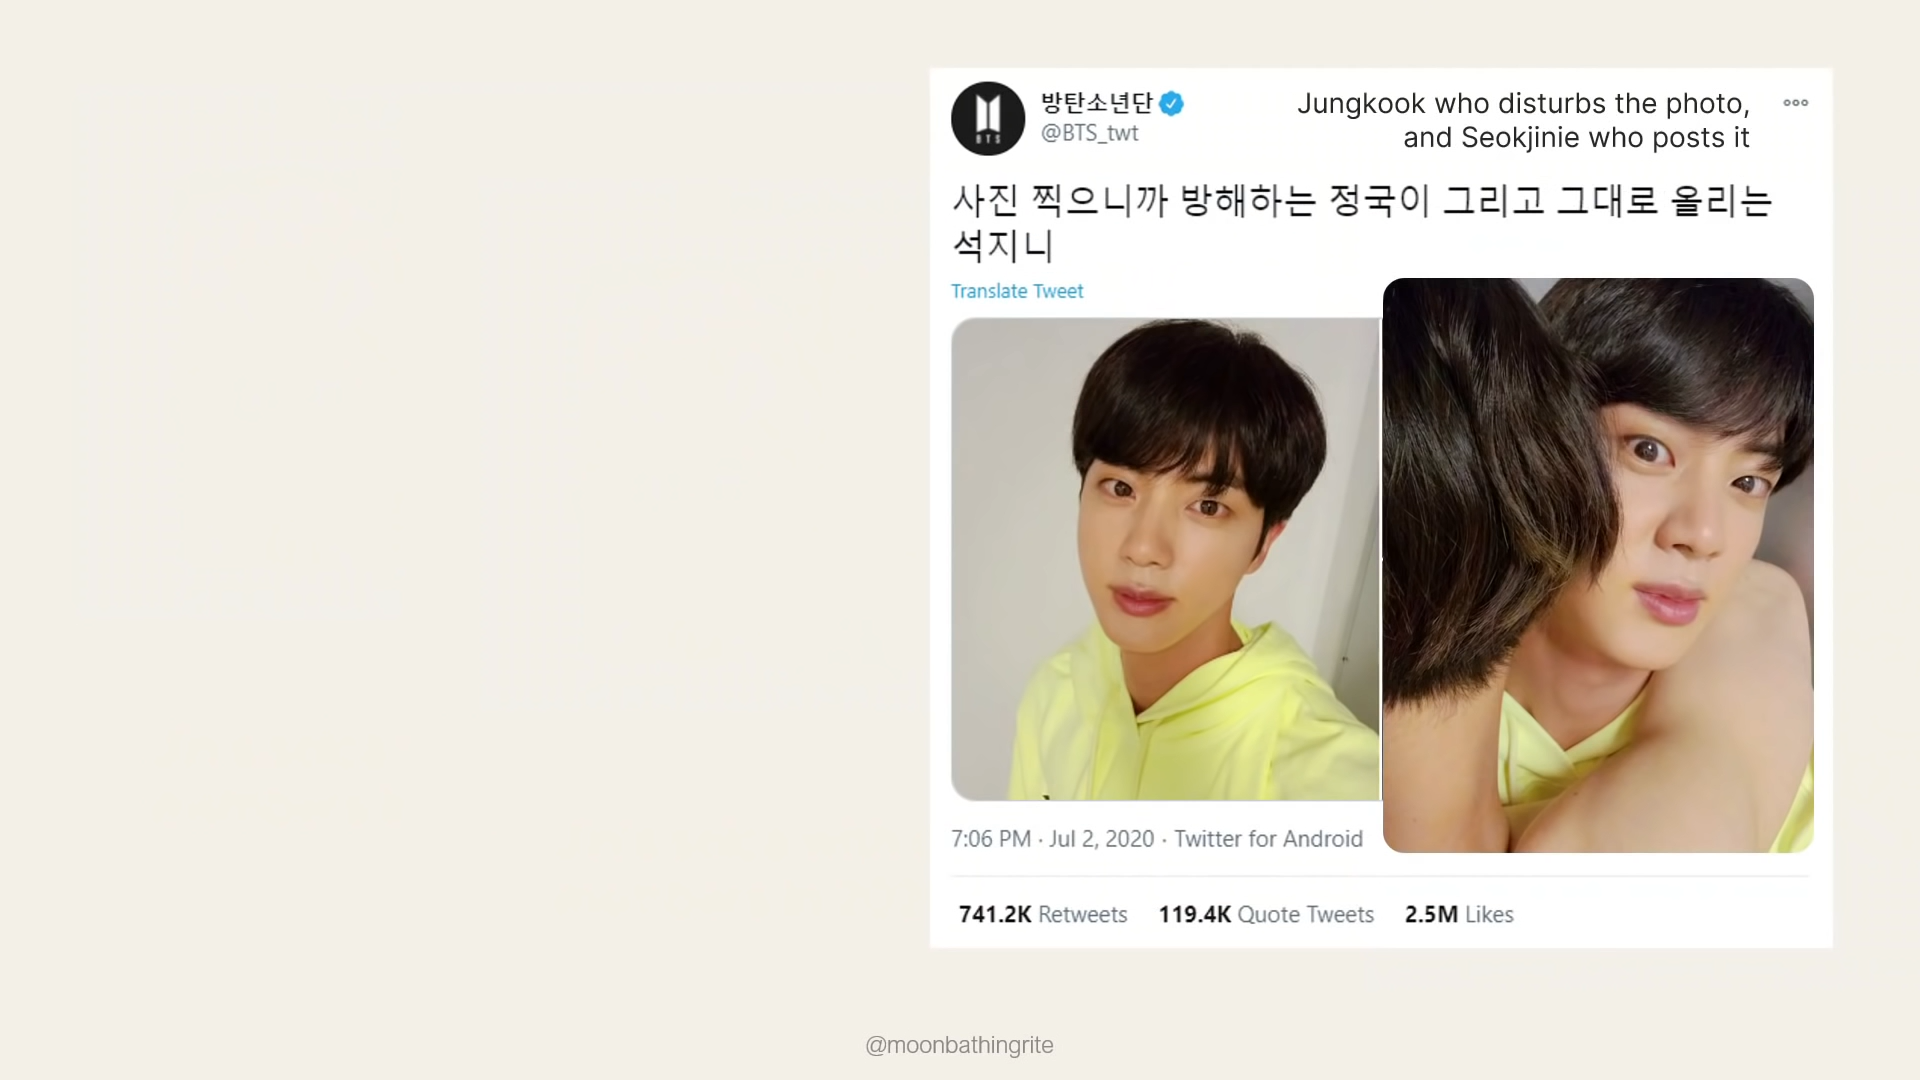 방탄소년단
@BTS_twt
Jungkook who disturbs the photo,
and Seokjinie who posts it
사진 찍으니까 방해하는 정국이 그리고 그대로 올리는
석지니
Translate Tweet
7:06 PM · Jul 2, 2020 · Twitter for Android
741.2K Retweets 119.4K Quote Tweets 2.5M Likes
@moonbathingrite
BTS